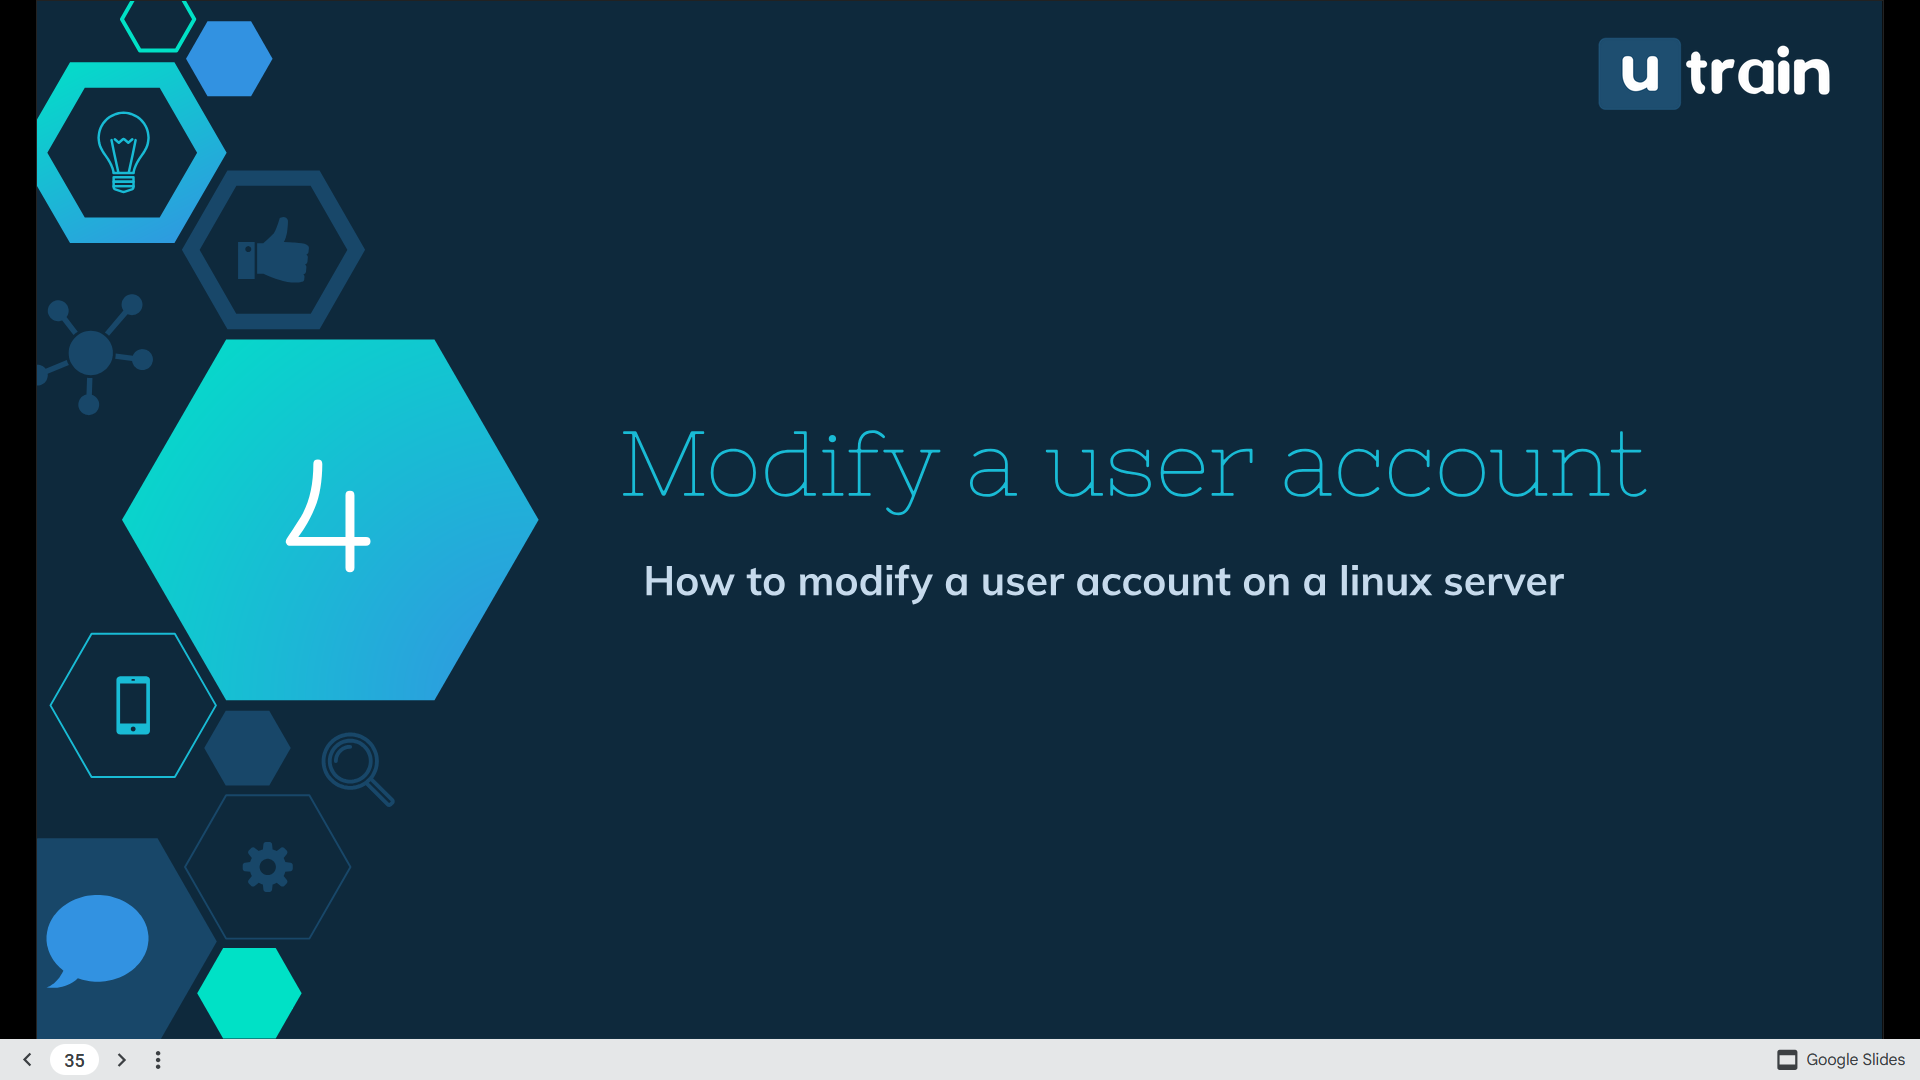 u train
4
Modify a user account
How to modify a user account on a linux server
35
Google Slides